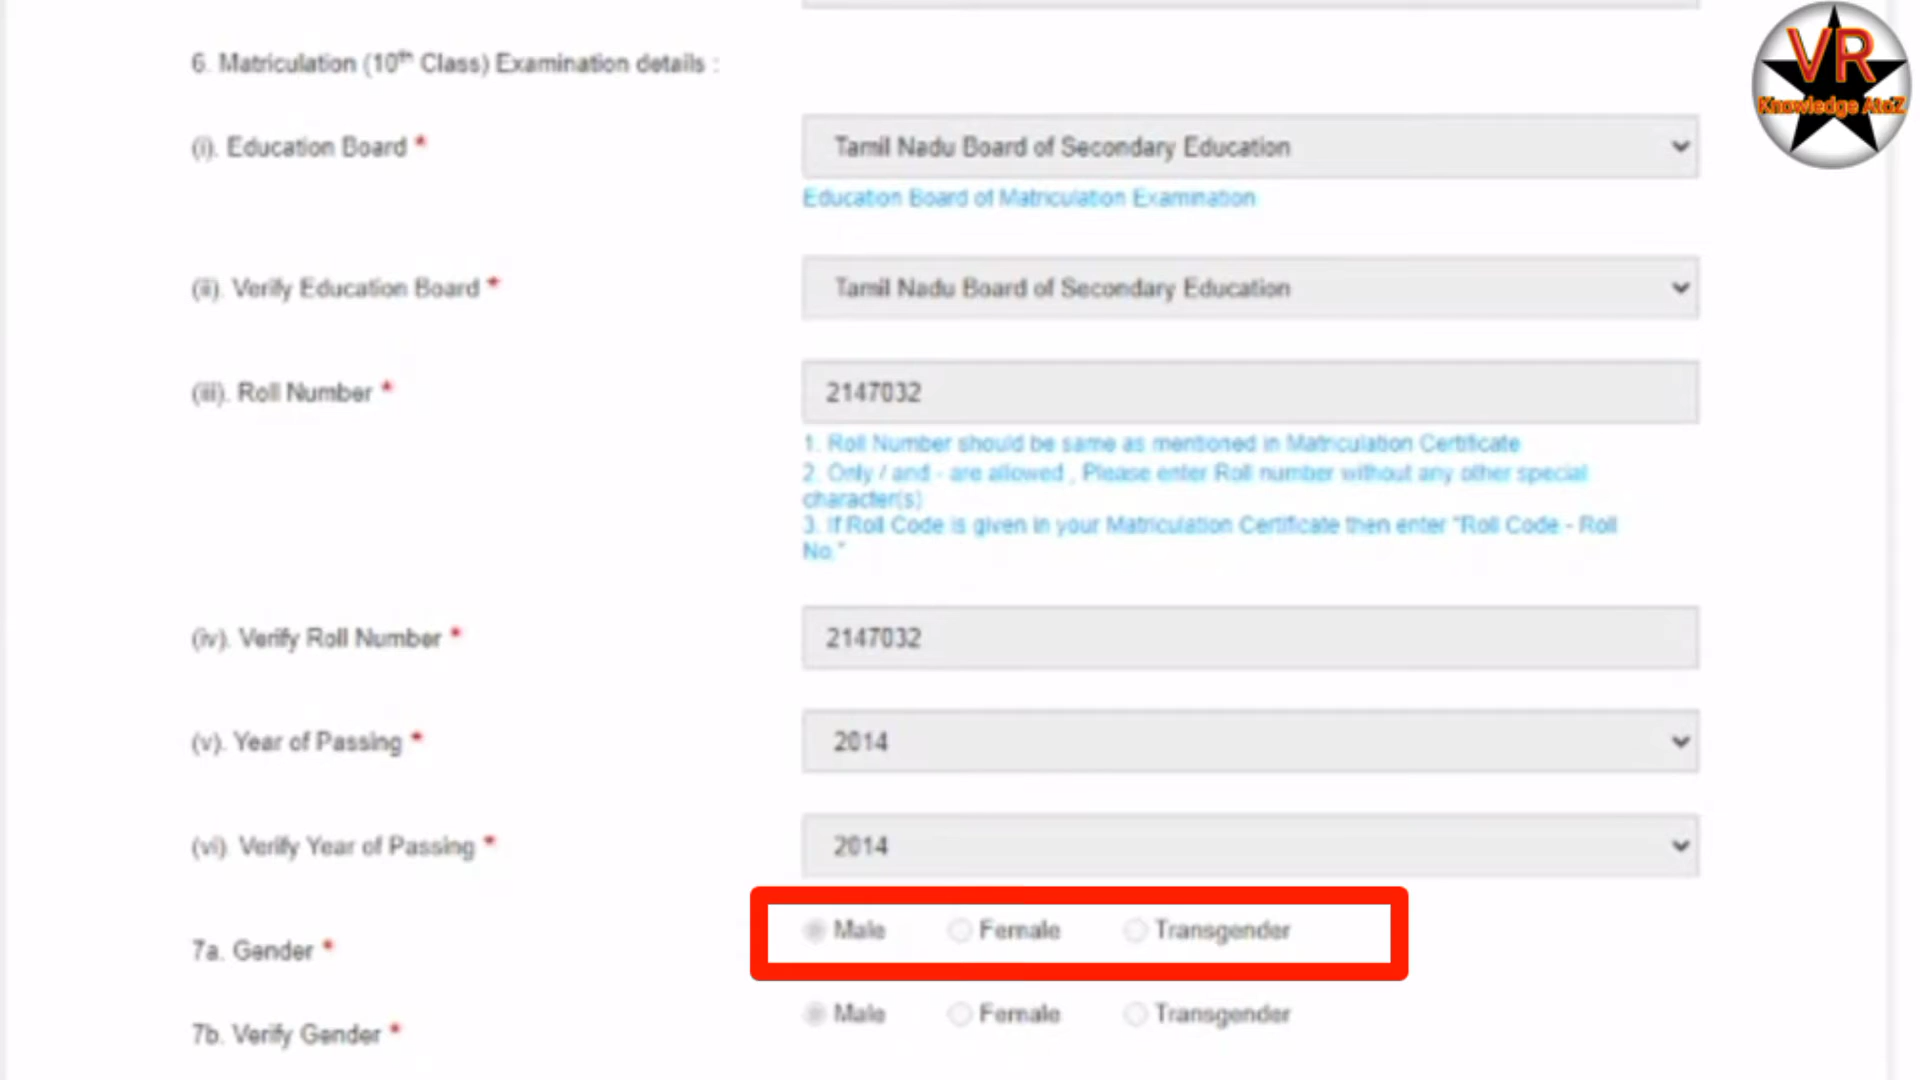 6. Matriculation (10th Class) Examination details :
(i). Education Board *
Tamil Nadu Board of Secondary Education
Education Board of Matriculation Examination
(ii). Verify Education Board *
Tamil Nadu Board of Secondary Education
(iii). Roll Number *
2147032
1. Roll Number should be same as mentioned in Matriculation Certificate
2. Only / and - are allowed , Please enter Roll number without any other special
character(s)
3. If Roll Code is given in your Matriculation Certificate then enter "Roll Code - Roll
No."
(iv). Verify Roll Number *
2147032
(v). Year of Passing *
2014
(vi). Verify Year of Passing *
2014
7a. Gender *
Male Female Transgender
7b. Verify Gender *
Male Female Transgender
VR
Knowledge AtoZ